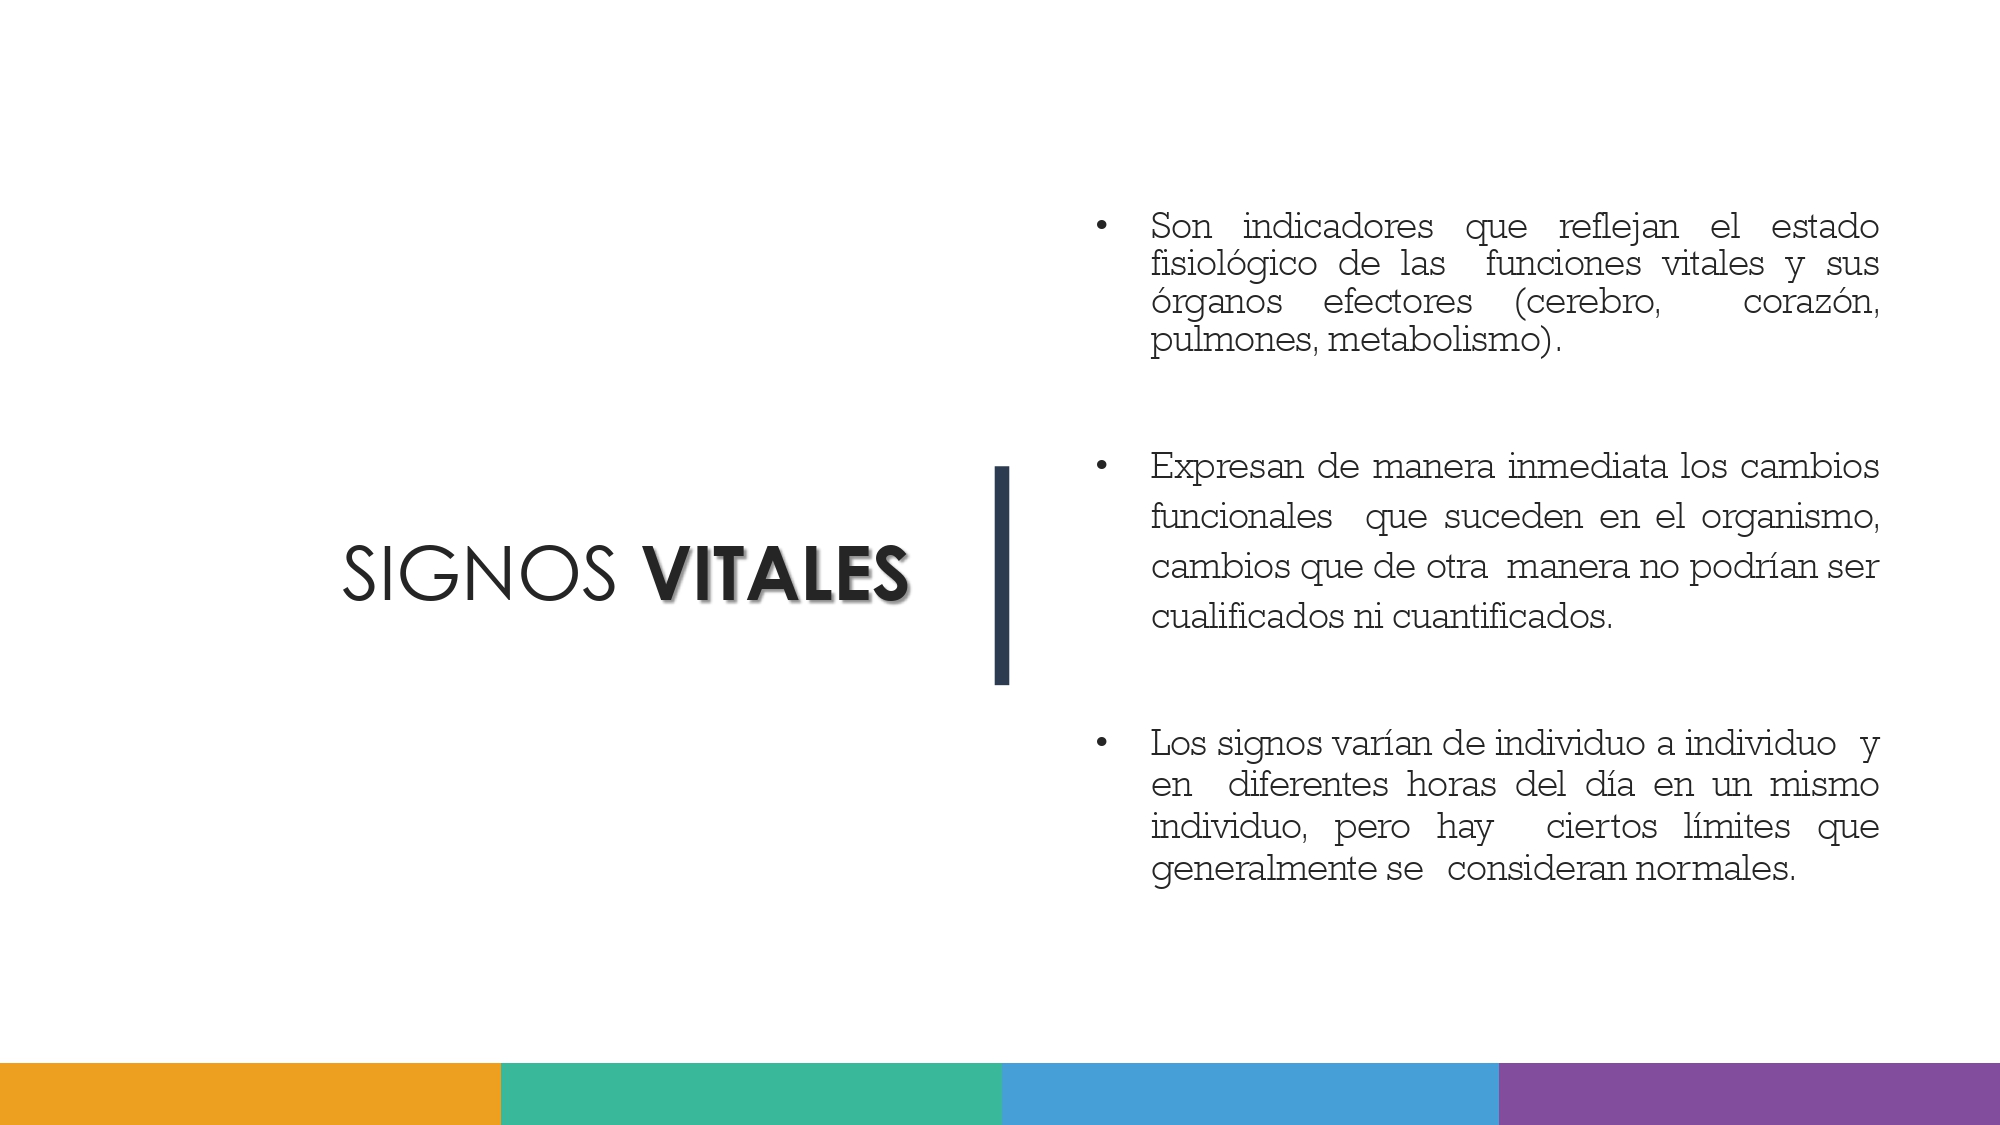 SIGNOS VITALES
• Son indicadores que reflejan el estado
fisiológico de las funciones vitales y sus
órganos efectores (cerebro, corazón,
pulmones, metabolismo).
• Expresan de manera inmediata los cambios
funcionales que suceden en el organismo,
cambios que de otra manera no podrían ser
cualificados ni cuantificados.
• Los signos varían de individuo a individuo y
en diferentes horas del día en un mismo
individuo, pero hay ciertos límites que
generalmente se consideran normales.